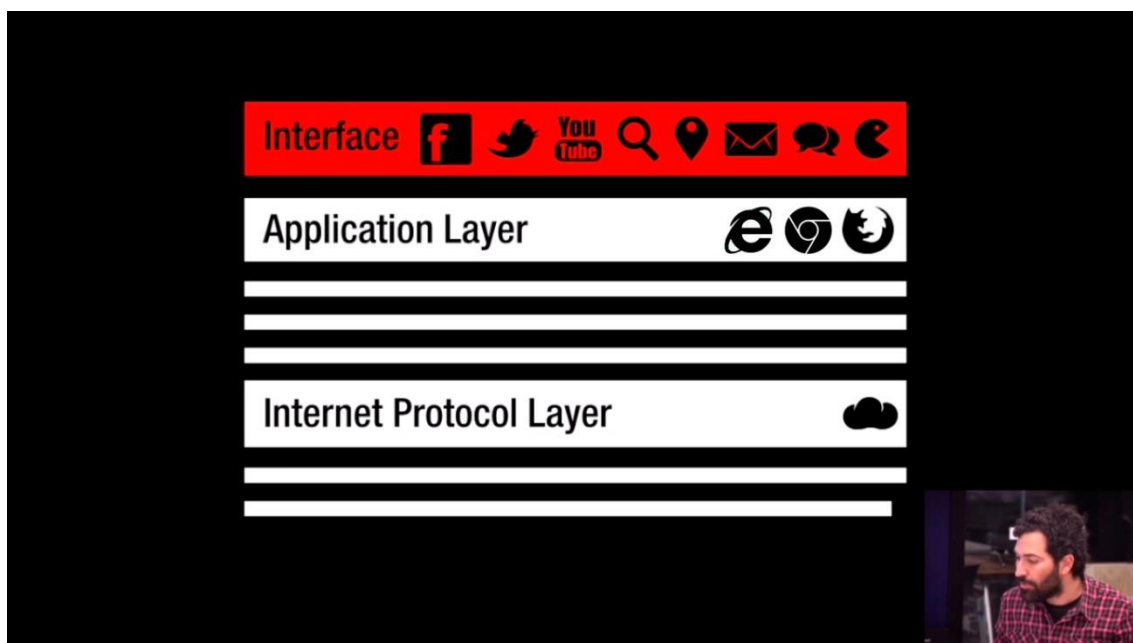 Interface f You Tube
Application Layer
Internet Protocol Layer